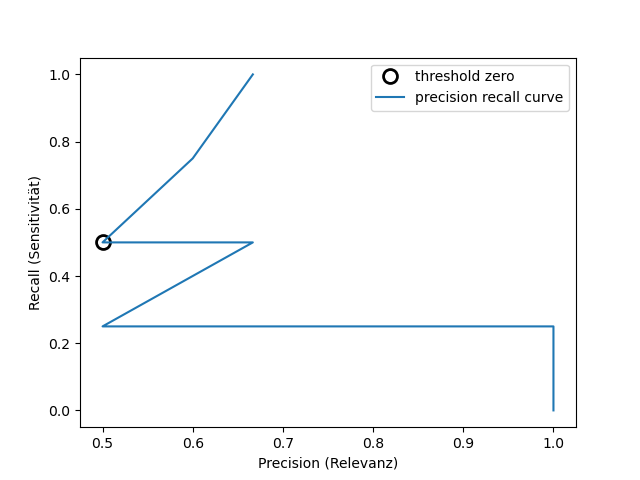 threshold zero
precision recall curve
1.0
0.8
0.6
0.4
0.2
0.0
Recall (Sensitivität)
0.5 0.6 0.7 0.8 0.9 1.0
Precision (Relevanz)